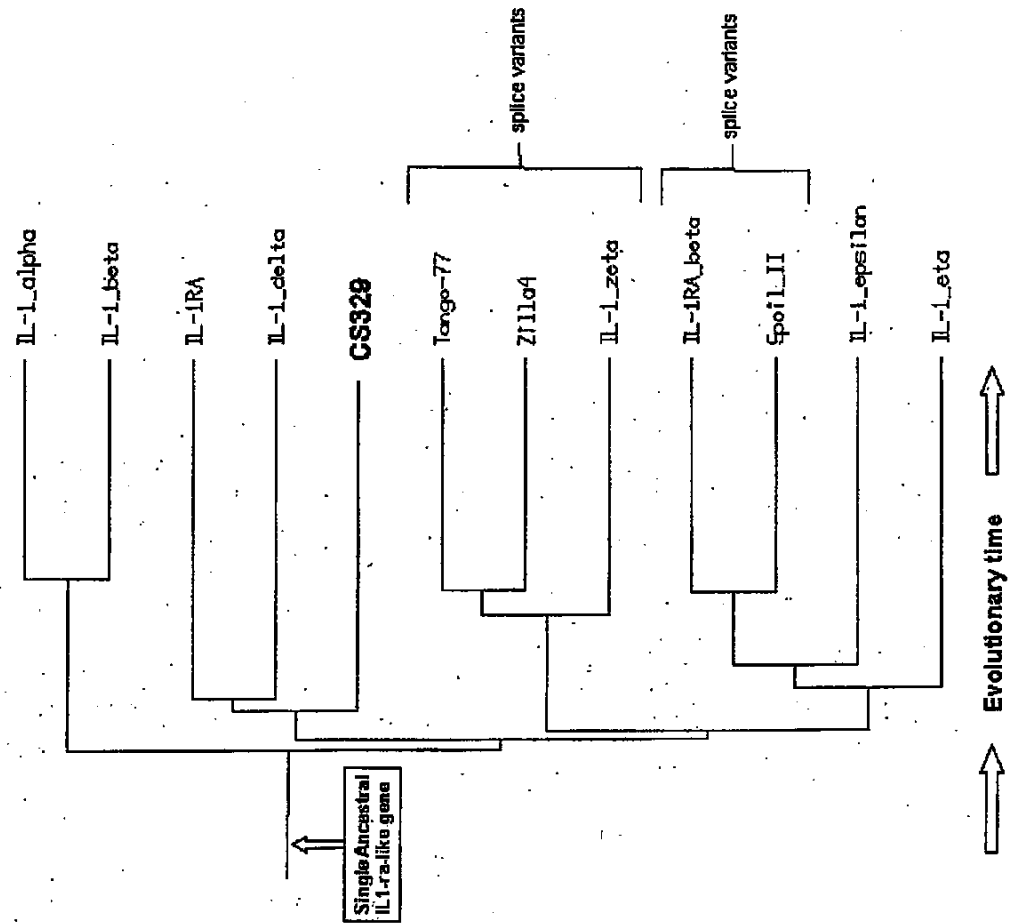 IL-1_alpha
IL-1_beta
IL-1RA
IL-1_delta
CS329
Tango-77
Zilla4
IL-1_zeta
splice variants
IL-1RA_beta
Spoil_II
splice variants
IL-1_epsilon
IL-1_eta
Single Ancestral
IL1-ra-like gene
Evolutionary time